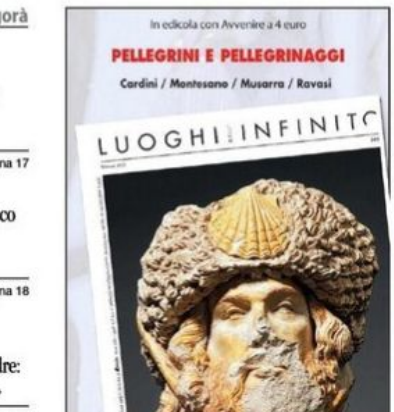 gorà
na 17
co
na 18
dre:
In edicola con Avvenire a 4 euro
PELLEGRINI E PELLEGRINAGGI
Cardini / Montesano / Musarra / Ravasi
LUOGHI INFINITO